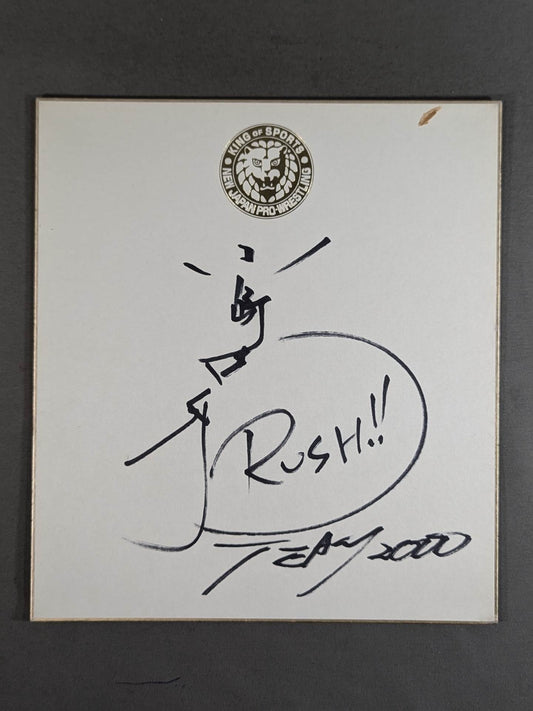 KING OF SPORTS
NEW JAPAN PRO-WRESTLING
RUSH!!
TEAM 2000